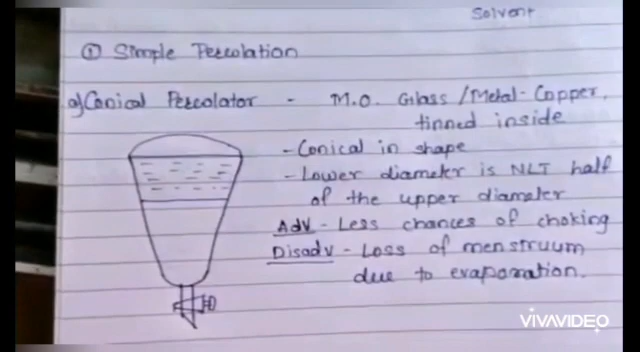 Solvent
① Simple Percolation
a) Conical Percolator - M.O. Glass/Metal-Copper,
tinned inside
- Conical in shape
- Lower diameter is NLT half
of the upper diameter
Adv - Less chances of choking
Disadv - Loss of menstruum
due to evaporation.
VIVAVIDEO